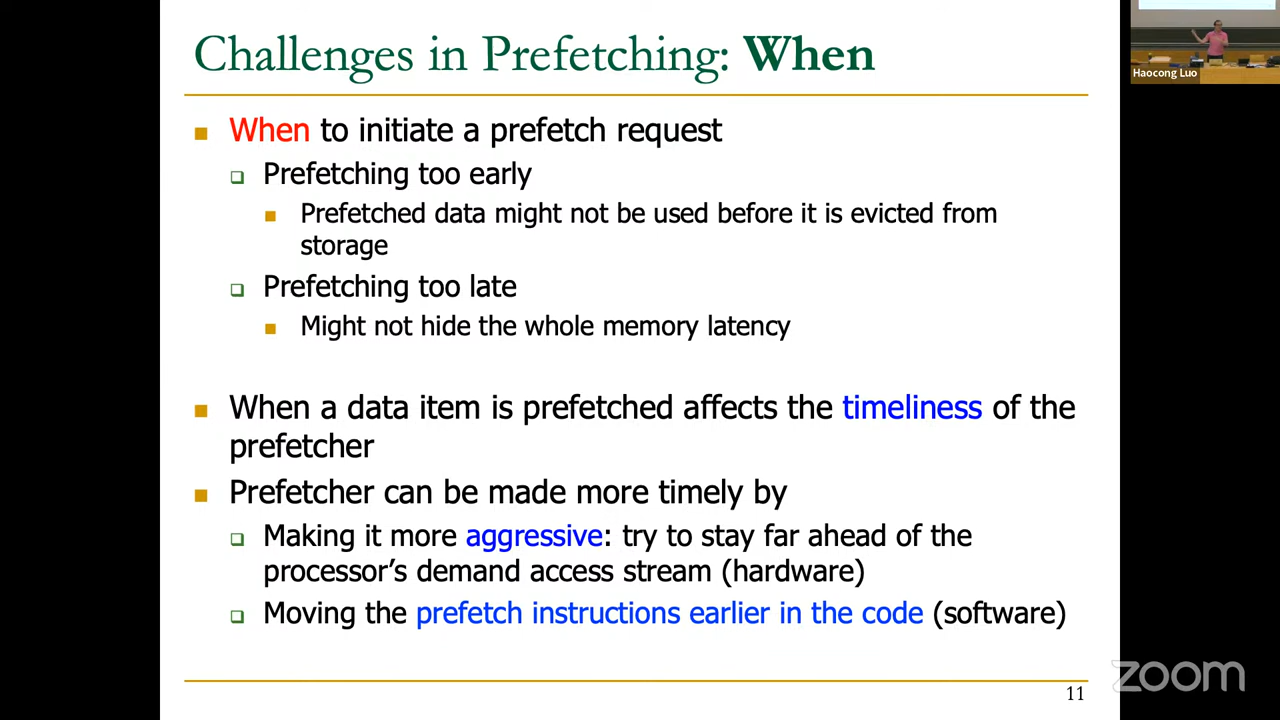 Challenges in Prefetching: When
When to initiate a prefetch request
Prefetching too early
Prefetched data might not be used before it is evicted from
storage
Prefetching too late
Might not hide the whole memory latency
When a data item is prefetched affects the timeliness of the
prefetcher
Prefetcher can be made more timely by
Making it more aggressive: try to stay far ahead of the
processor’s demand access stream (hardware)
Moving the prefetch instructions earlier in the code (software)
11
Haocong Luo
zoom